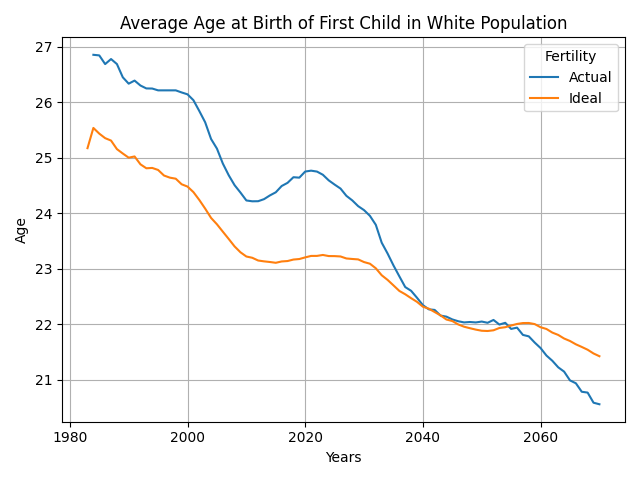 Average Age at Birth of First Child in White Population
Fertility
Actual
Ideal
27
26
25
24
23
22
21
Age
1980
2000
2020
2040
2060
Years